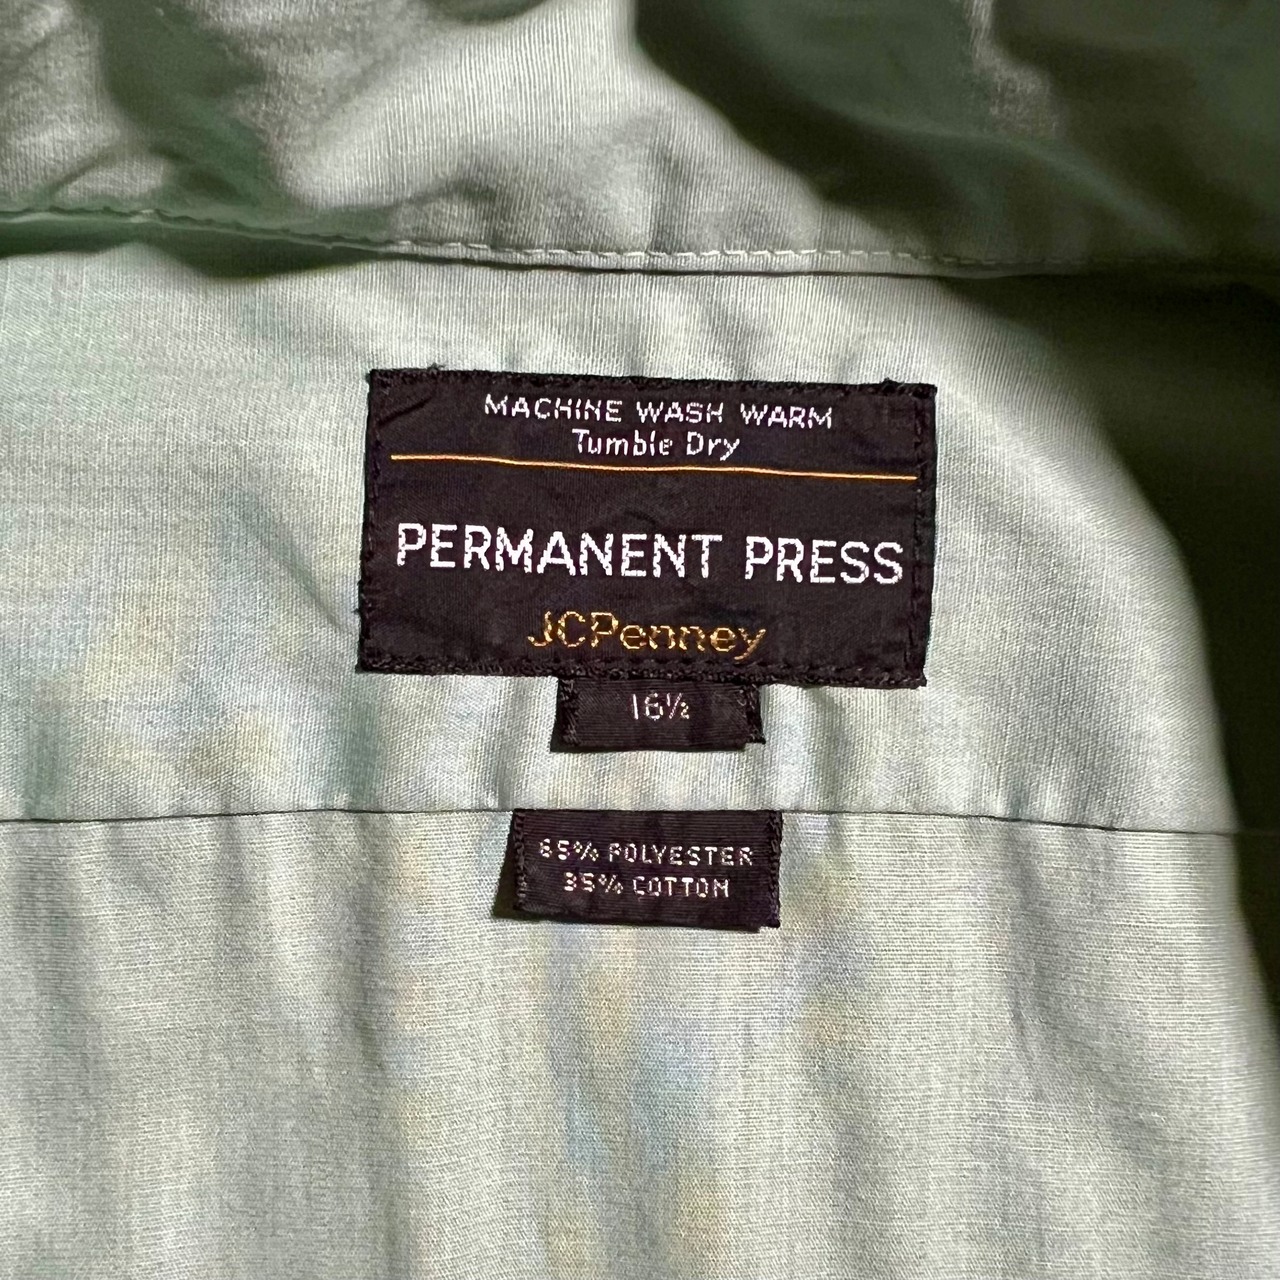 MACHINE WASH WARM
Tumble Dry
PERMANENT PRESS
JCPenney
16½
65% POLYESTER
35% COTTON